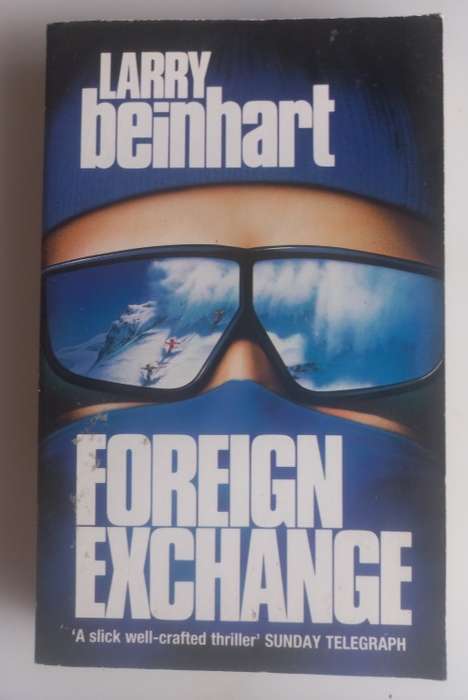 LARRY
beinhart
FOREIGN
EXCHANGE
'A slick well-crafted thriller' SUNDAY TELEGRAPH